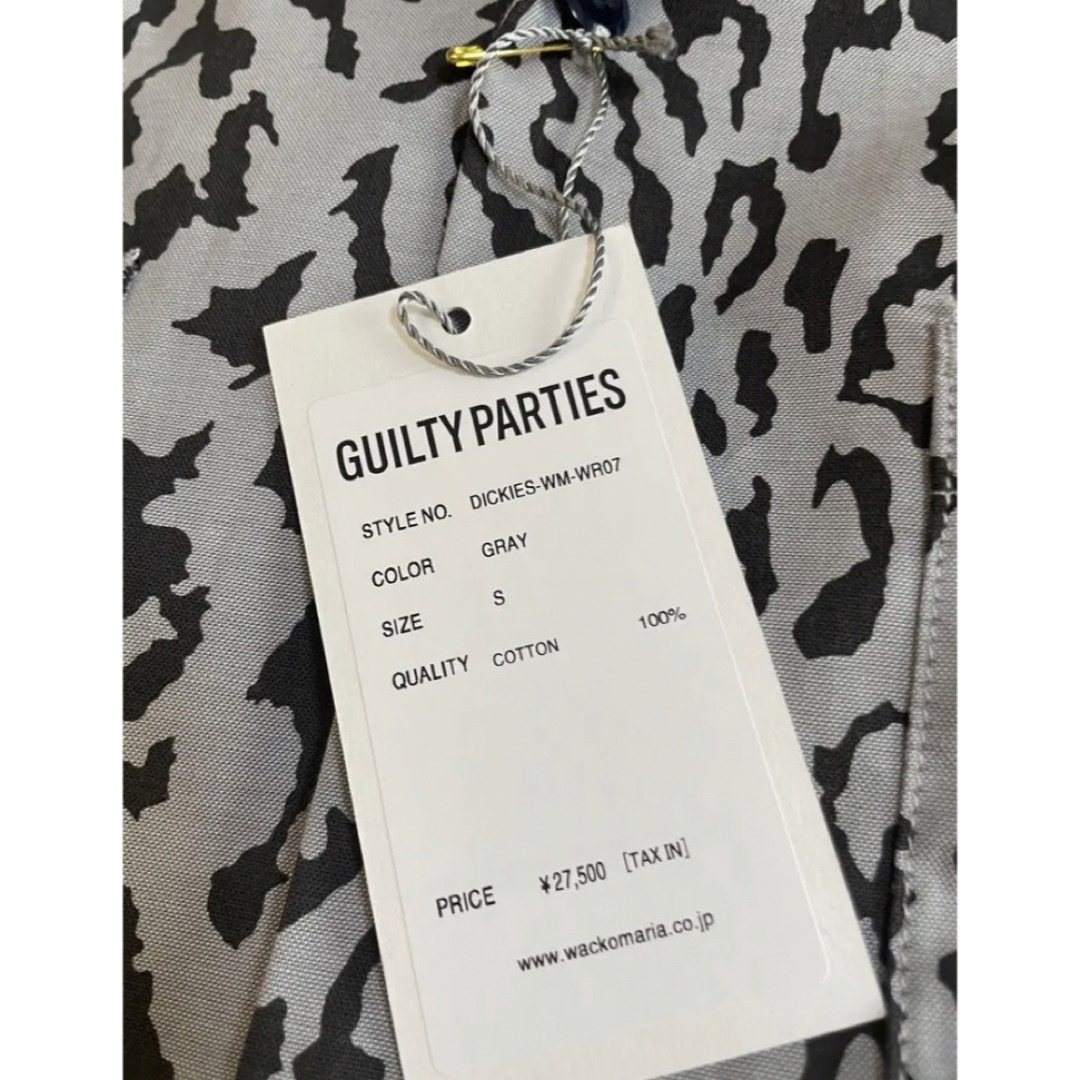 GUILTY PARTIES
STYLE NO. DICKIES-WM-WR07
COLOR GRAY
SIZE S
QUALITY COTTON 100%
PRICE ¥27,500 [TAX IN]
www.wackomaria.co.jp